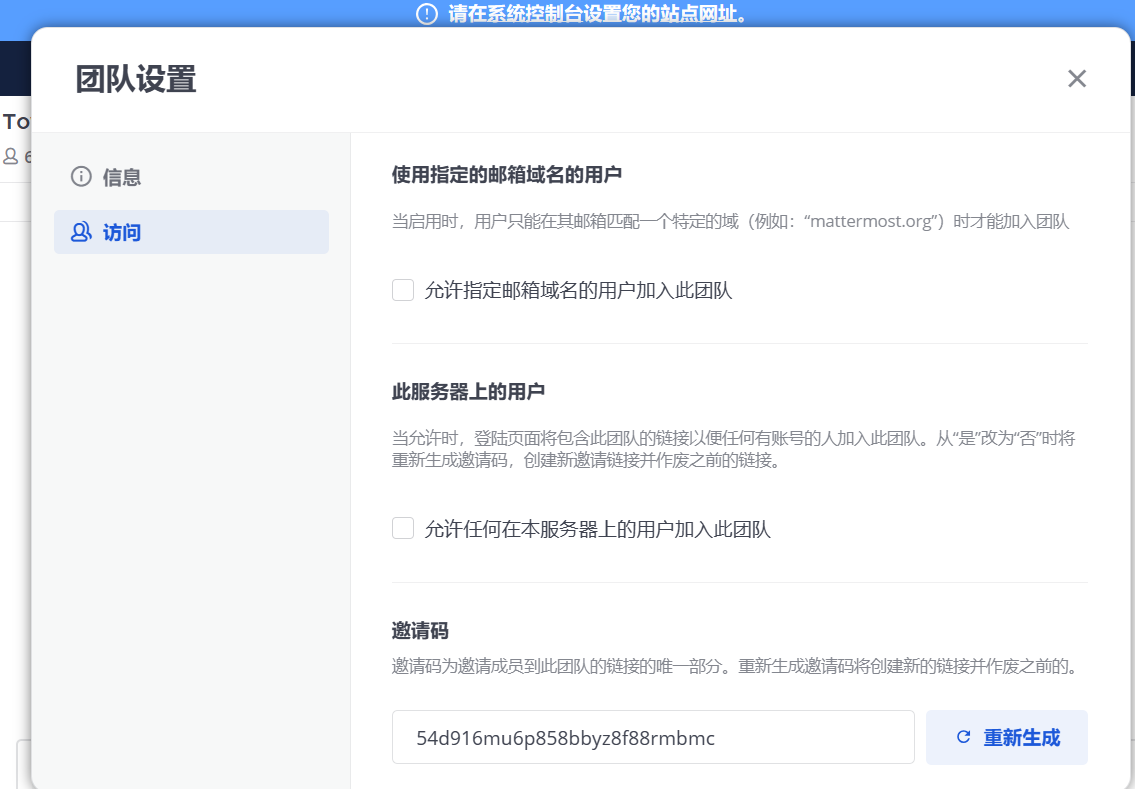 请在系统控制台设置您的站点网址。
团队设置
To
6
信息
访问
使用指定的邮箱域名的用户
当启用时，用户只能在其邮箱匹配一个特定的域（例如：“mattermost.org”）时才能加入团队
允许指定邮箱域名的用户加入此团队
此服务器上的用户
当允许时，登陆页面将包含此团队的链接以便任何有账号的人加入此团队。从“是”改为“否”时将
重新生成邀请码，创建新邀请链接并作废之前的链接。
允许任何在本服务器上的用户加入此团队
邀请码
邀请码为邀请成员到此团队的链接的唯一部分。重新生成邀请码将创建新的链接并作废之前的。
54d916mu6p858bbyz8f88rmbmc
重新生成